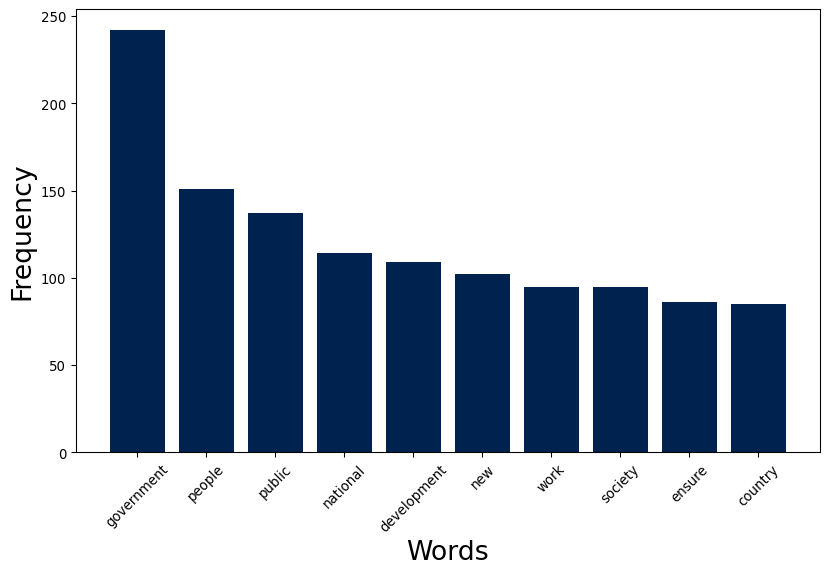 250
200
150
100
50
0
Frequency
government
people
public
national
development
new
work
society
ensure
country
Words